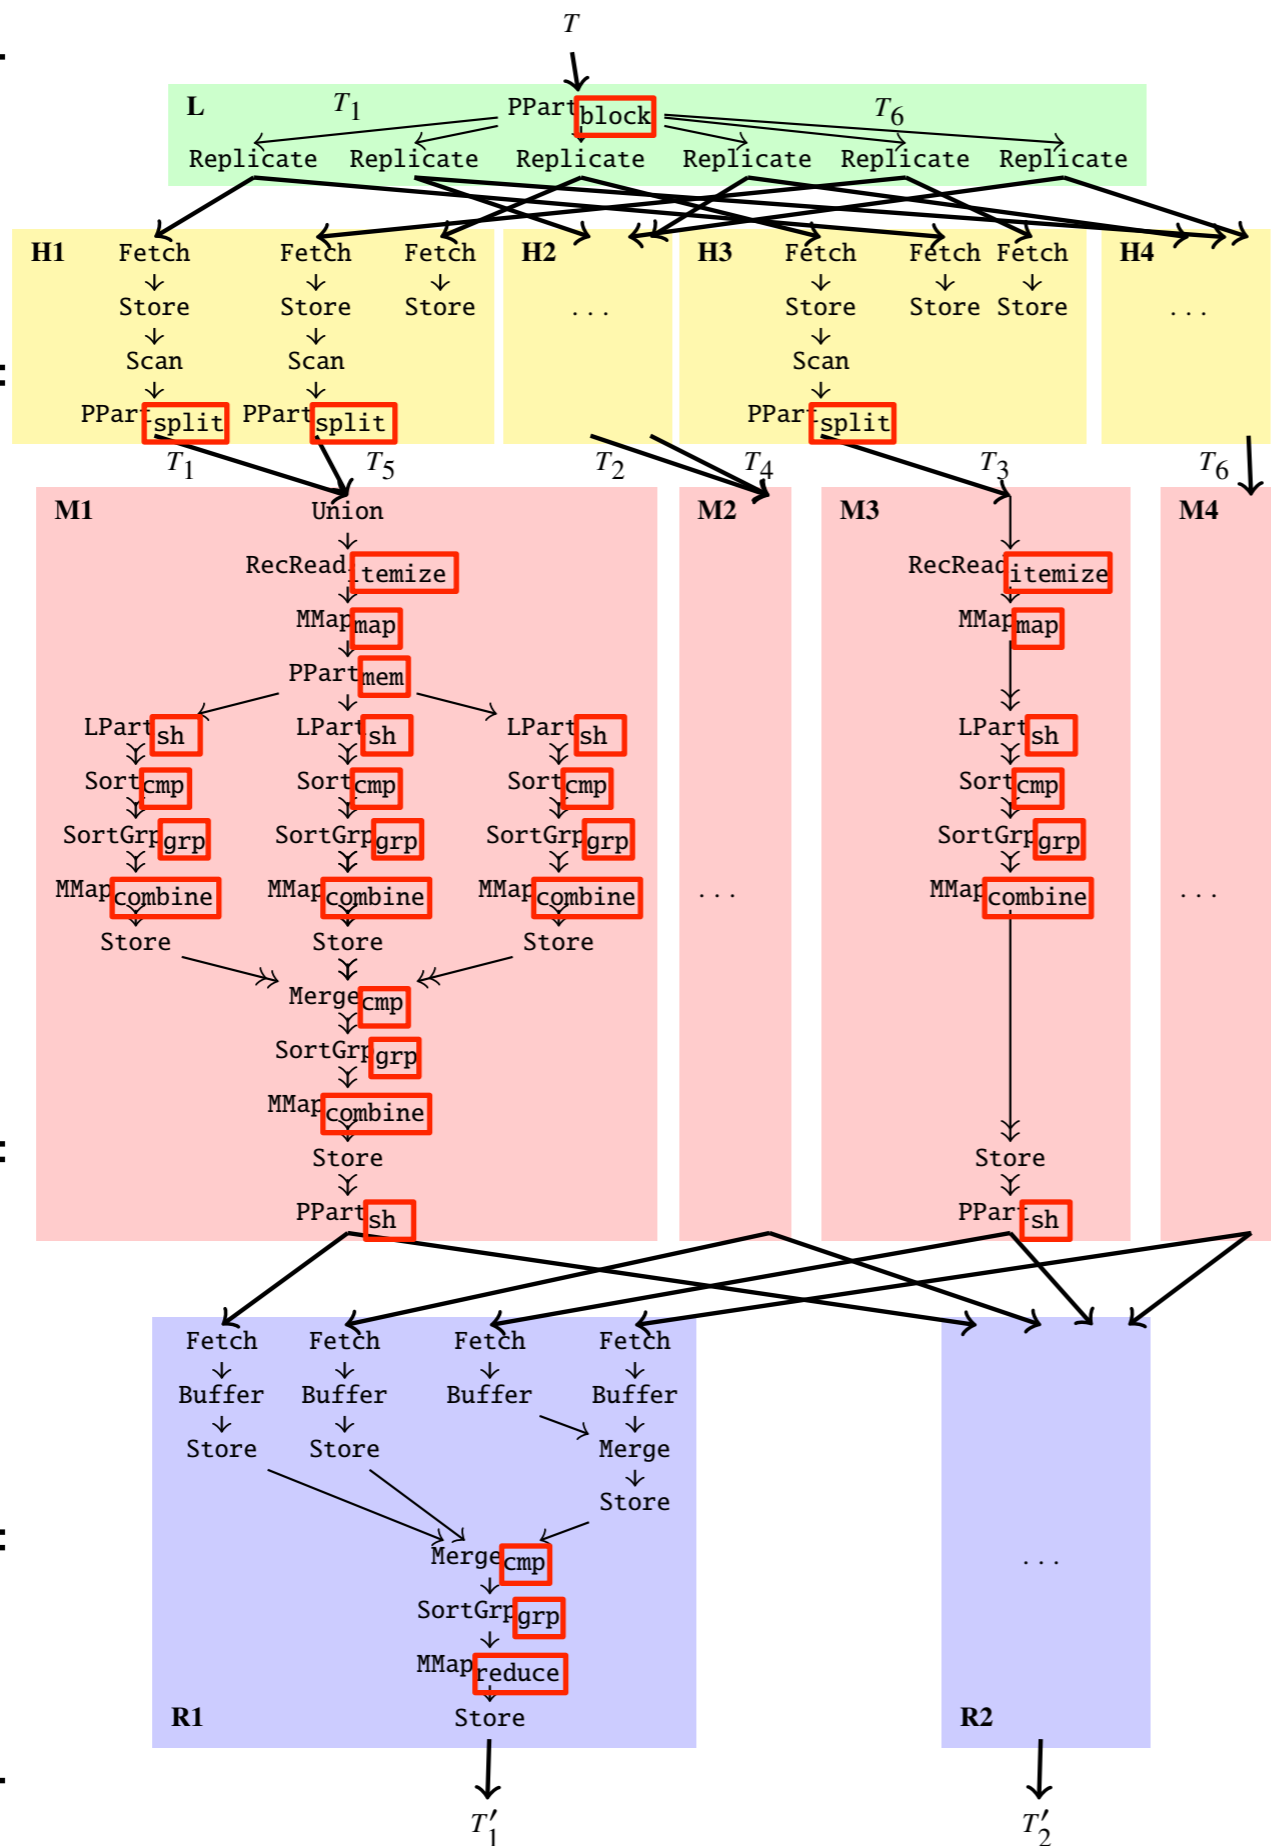 T
L T1 PPart block T6
Replicate Replicate Replicate Replicate Replicate Replicate
H1 Fetch Fetch Fetch H2 H3 Fetch Fetch Fetch H4
Store Store Store ... Store Store Store ...
Scan Scan Scan
PPart split PPart split PPart split
T1 T5 T2 T4 T3 T6
M1 Union M2 M3 M4
RecRead itemize RecRead itemize
MMap map MMap map
PPart mem
LPart sh LPart sh LPart sh LPart sh
Sort cmp Sort cmp Sort cmp Sort cmp
SortGrp grp SortGrp grp SortGrp grp SortGrp grp
MMap combine MMap combine MMap combine ... MMap combine ...
Store Store Store
Merge cmp
SortGrp grp
MMap combine
Store Store
PPart sh PPart sh
Fetch Fetch Fetch Fetch
Buffer Buffer Buffer Buffer
Store Store Merge
Store
Merge cmp ...
SortGrp grp
MMap reduce
R1 Store R2
T′1 T′2